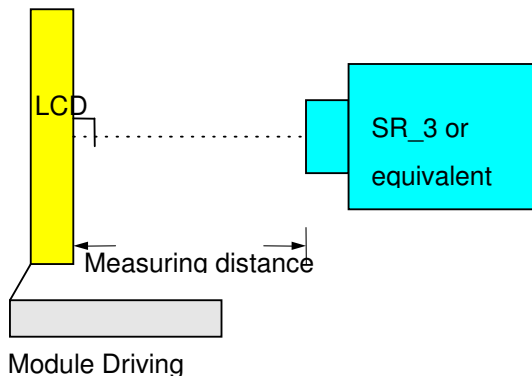 LCD
SR_3 or
equivalent
Measuring distance
Module Driving